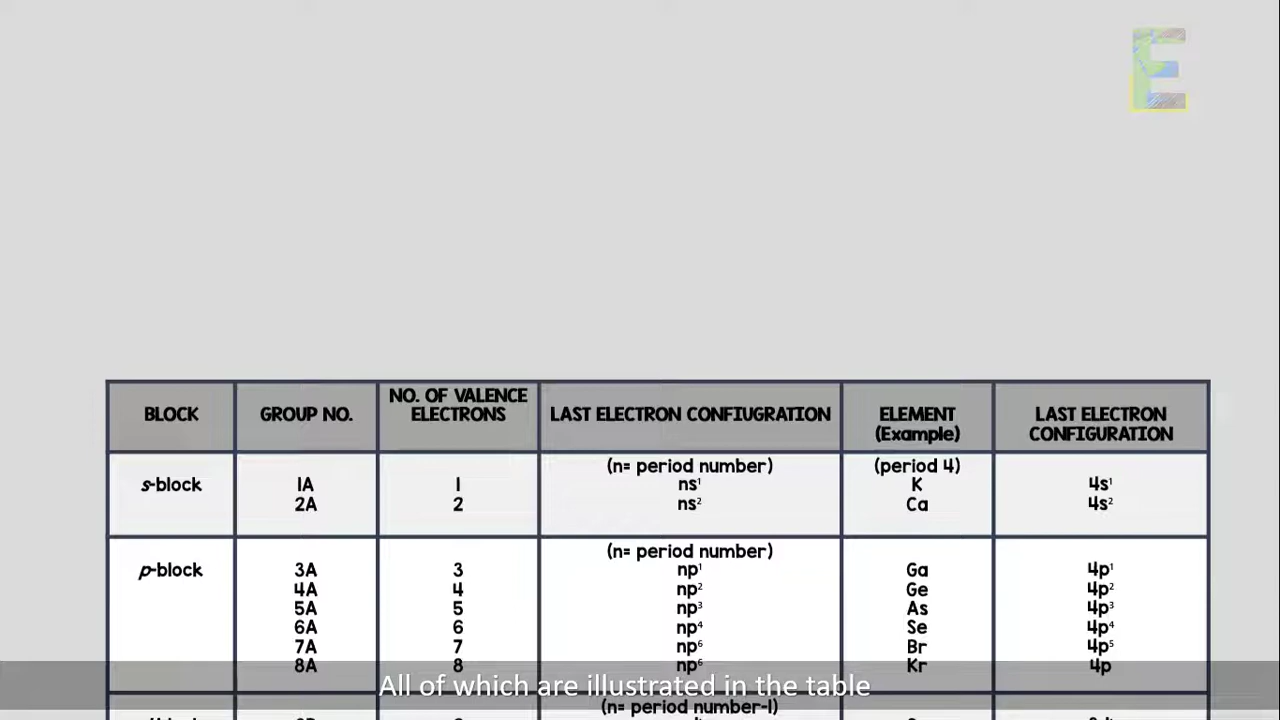 E
BLOCK GROUP NO. NO. OF VALENCE ELECTRONS LAST ELECTRON CONFIUGRATION ELEMENT (Example) LAST ELECTRON CONFIGURATION
(n= period number) (period 4)
s-block 1A 1 ns¹ K 4s¹
2A 2 ns² Ca 4s²
(n= period number)
p-block 3A 3 np¹ Ga 4p¹
4A 4 np² Ge 4p²
5A 5 np³ As 4p³
6A 6 np⁴ Se 4p⁴
7A 7 np⁶ Br 4p⁵
8A 8 np⁶ Kr 4p
All of which are illustrated in the table
(n= period number-1)